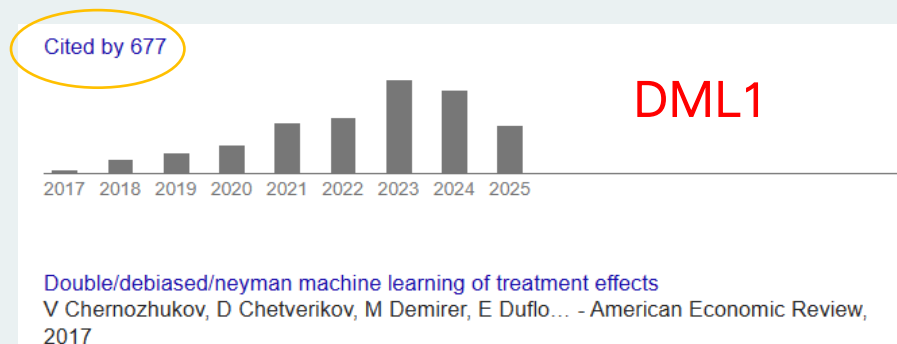 Cited by 677
DML1
2017 2018 2019 2020 2021 2022 2023 2024 2025
Double/debiased/neyman machine learning of treatment effects
V Chernozhukov, D Chetverikov, M Demirer, E Duflo... - American Economic Review,
2017